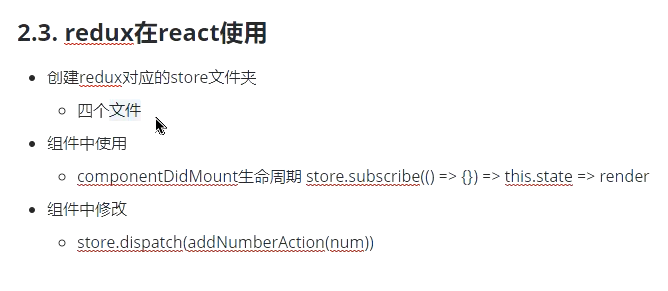 2.3. redux在react使用
创建redux对应的store文件夹
四个文件
组件中使用
componentDidMount生命周期 store.subscribe(() => {}) => this.state => render
组件中修改
store.dispatch(addNumberAction(num))